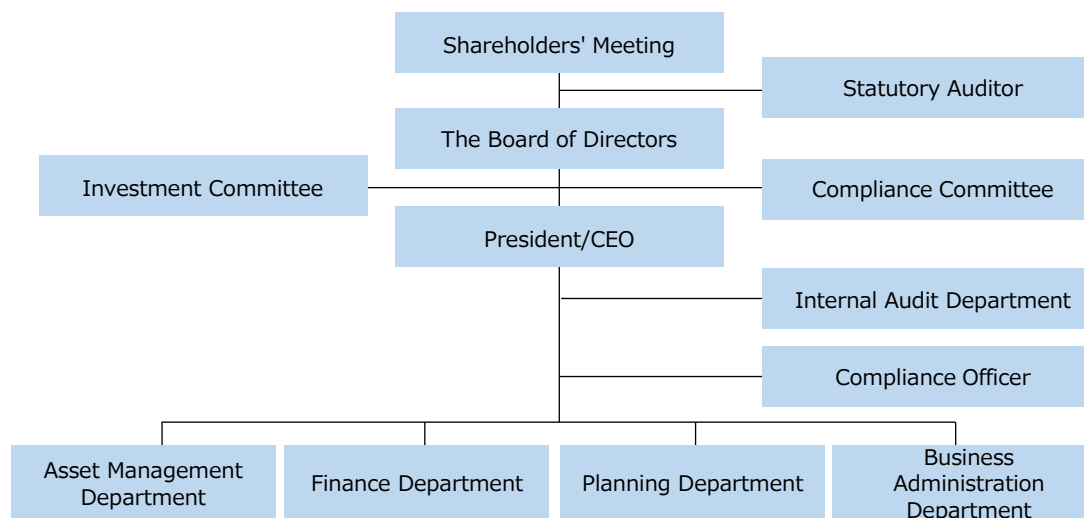 Shareholders' Meeting
Statutory Auditor
The Board of Directors
Investment Committee
Compliance Committee
President/CEO
Internal Audit Department
Compliance Officer
Asset Management
Department
Finance Department
Planning Department
Business
Administration
Department